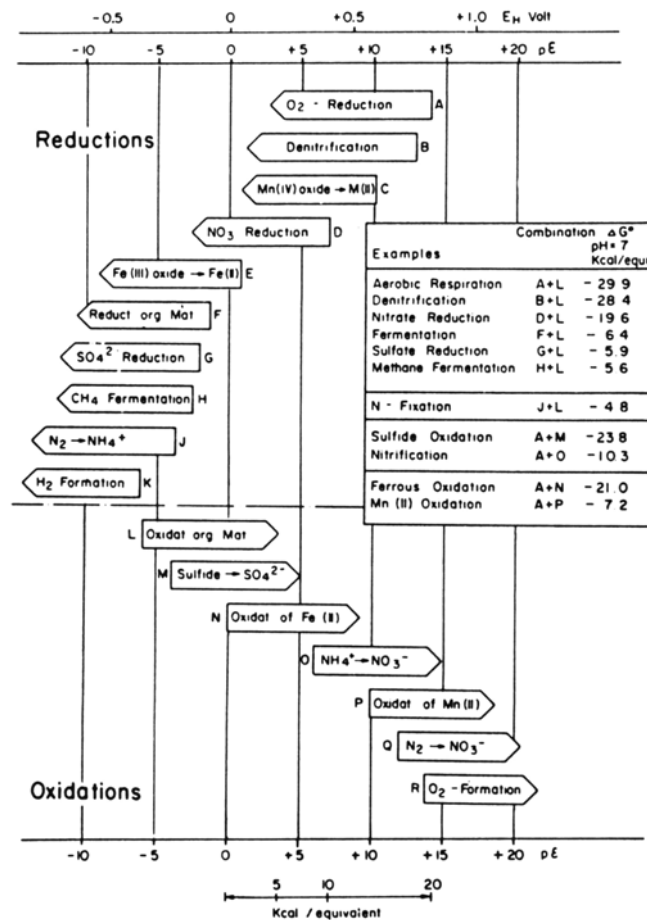 -0.5 0 +0.5 +1.0 E_H Volt
-10 -5 0 +5 +10 +15 +20 pE
O₂ - Reduction A
Reductions
Denitrification B
Mn(IV) oxide → M(II) C
NO₃ Reduction D
Fe(III) oxide → Fe(II) E
Reduct org Mat F
SO₄²⁻ Reduction G
CH₄ Fermentation H
N₂ → NH₄⁺ J
H₂ Formation K
Combination ΔG°
pH = 7
Examples Kcal/equi
Aerobic Respiration A+L - 29.9
Denitrification B+L - 28.4
Nitrate Reduction D+L - 19.6
Fermentation F+L - 6.4
Sulfate Reduction G+L - 5.9
Methane Fermentation H+L - 5.6
N - Fixation J+L - 4.8
Sulfide Oxidation A+M - 23.8
Nitrification A+O - 10.3
Ferrous Oxidation A+N - 21.0
Mn (II) Oxidation A+P - 7.2
L Oxidat org Mat
M Sulfide → SO₄²⁻
N Oxidat of Fe (II)
O NH₄⁺ → NO₃⁻
P Oxidat of Mn (II)
Q N₂ → NO₃⁻
R O₂ - Formation
Oxidations
-10 -5 0 +5 +10 +15 +20 pE
5 10 20
Kcal / equivalent